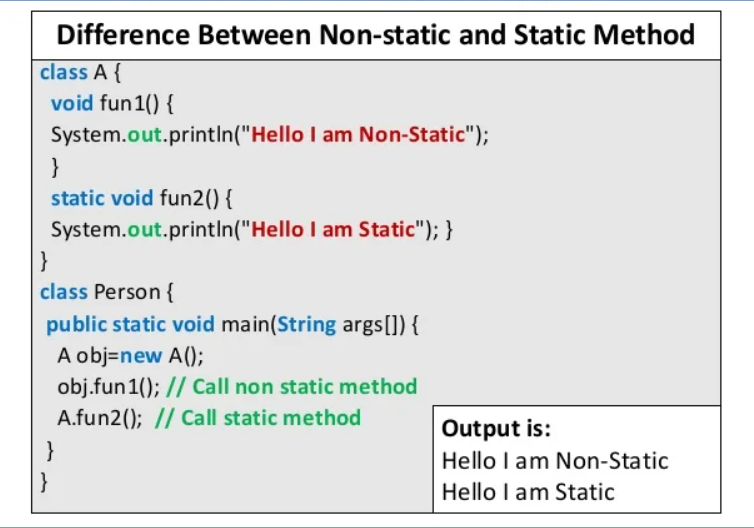 Difference Between Non-static and Static Method
class A {
void fun1() {
System.out.println("Hello I am Non-Static");
}
static void fun2() {
System.out.println("Hello I am Static"); }
}
class Person {
public static void main(String args[]) {
A obj=new A();
obj.fun1(); // Call non static method
A.fun2(); // Call static method
}
}
Output is:
Hello I am Non-Static
Hello I am Static